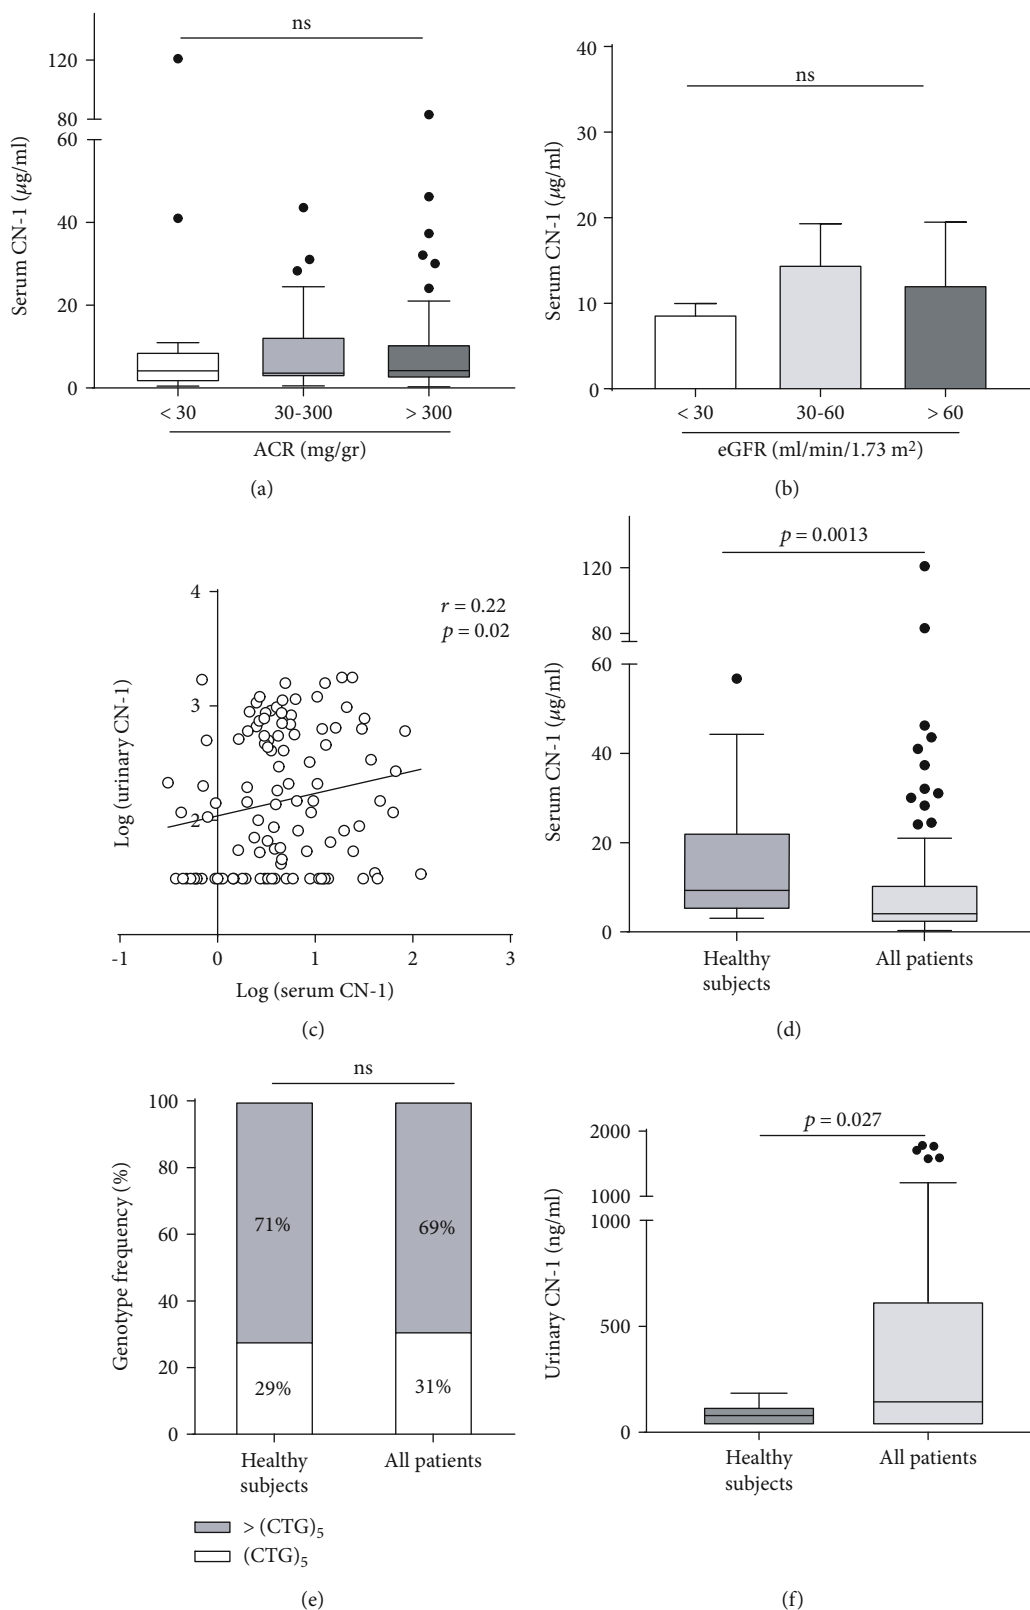 ns
120
80
60
40
20
0
Serum CN-1 (μg/ml)
< 30
30-300
> 300
ACR (mg/gr)
(a)
ns
40
30
20
10
0
Serum CN-1 (μg/ml)
< 30
30-60
> 60
eGFR (ml/min/1.73 m²)
(b)
4
3
2
Log (urinary CN-1)
r = 0.22
p = 0.02
-1
0
1
2
3
Log (serum CN-1)
(c)
p = 0.0013
120
80
60
40
20
0
Serum CN-1 (μg/ml)
Healthy
subjects
All patients
(d)
ns
100
80
60
40
20
0
Genotype frequency (%)
71%
69%
29%
31%
Healthy
subjects
All patients
> (CTG)₅
(CTG)₅
(e)
p = 0.027
2000
1000
1000
500
0
Urinary CN-1 (ng/ml)
Healthy
subjects
All patients
(f)